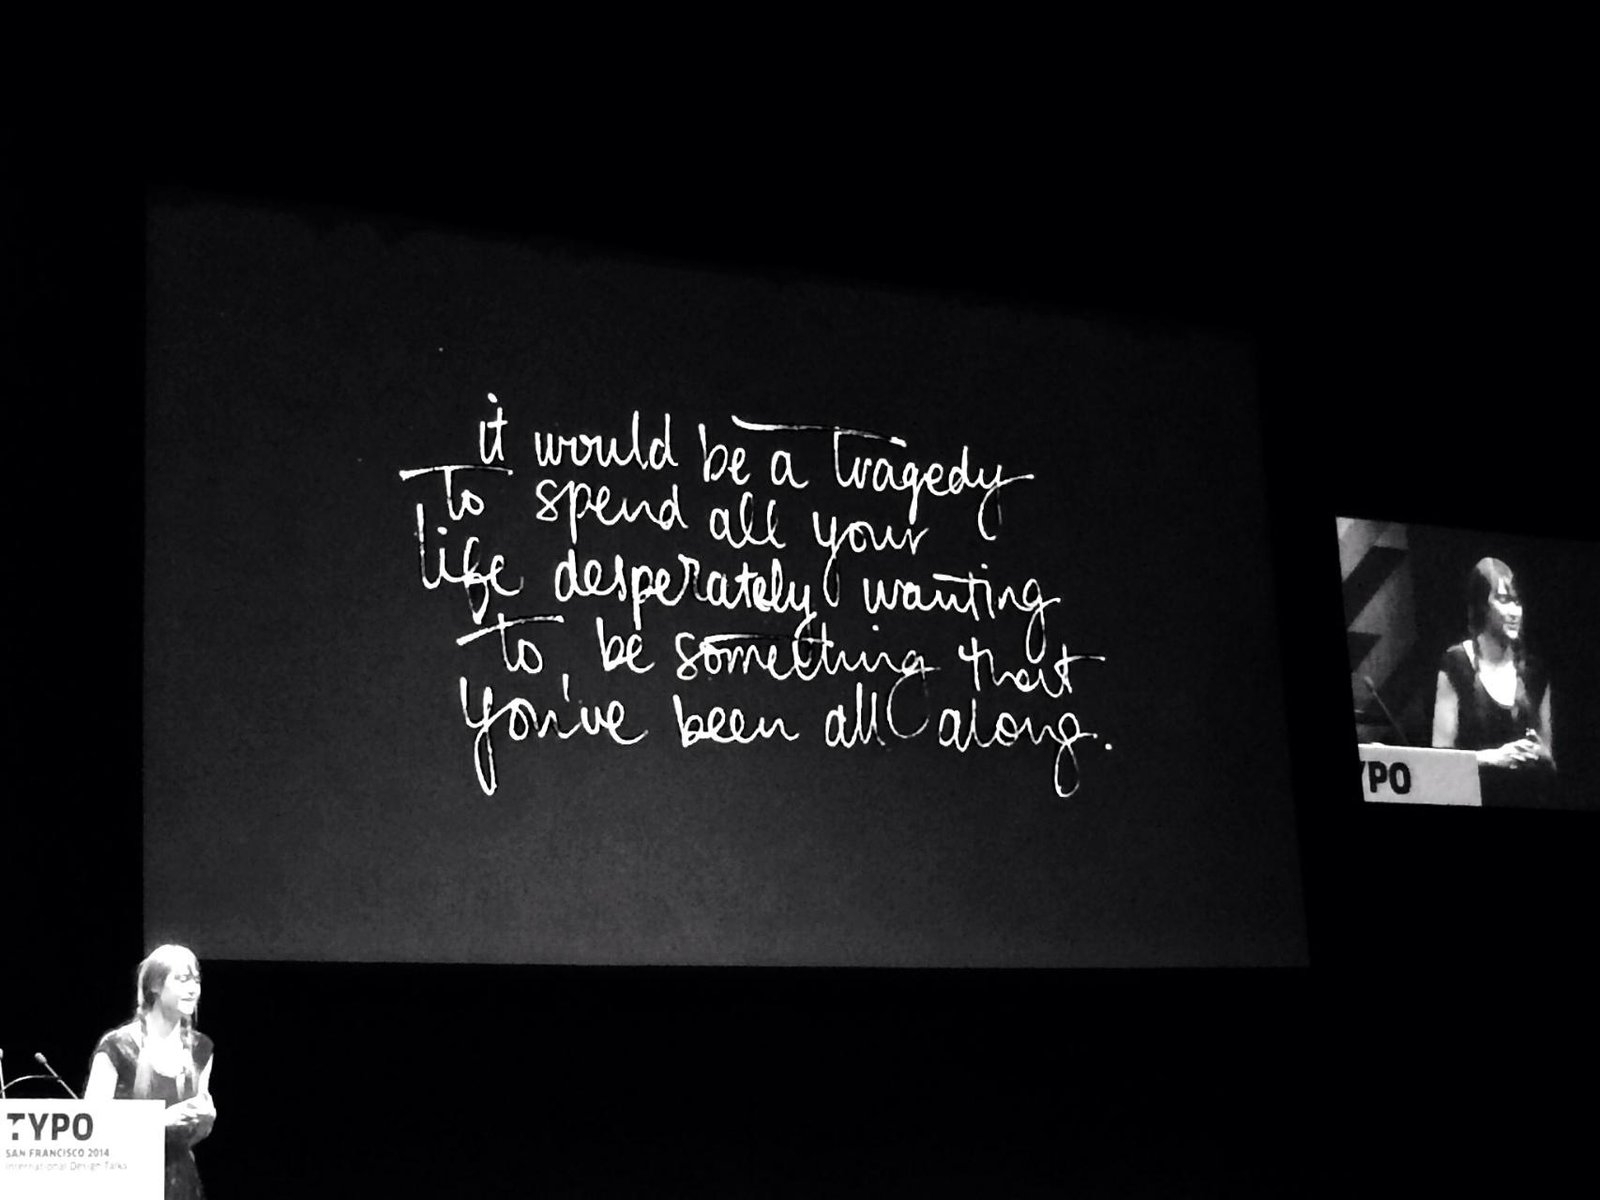 it would be a tragedy
to spend all your
life desperately wanting
to be something that
you've been all along.
YPO
TYPO
SAN FRANCISCO 2014
International Design Talks